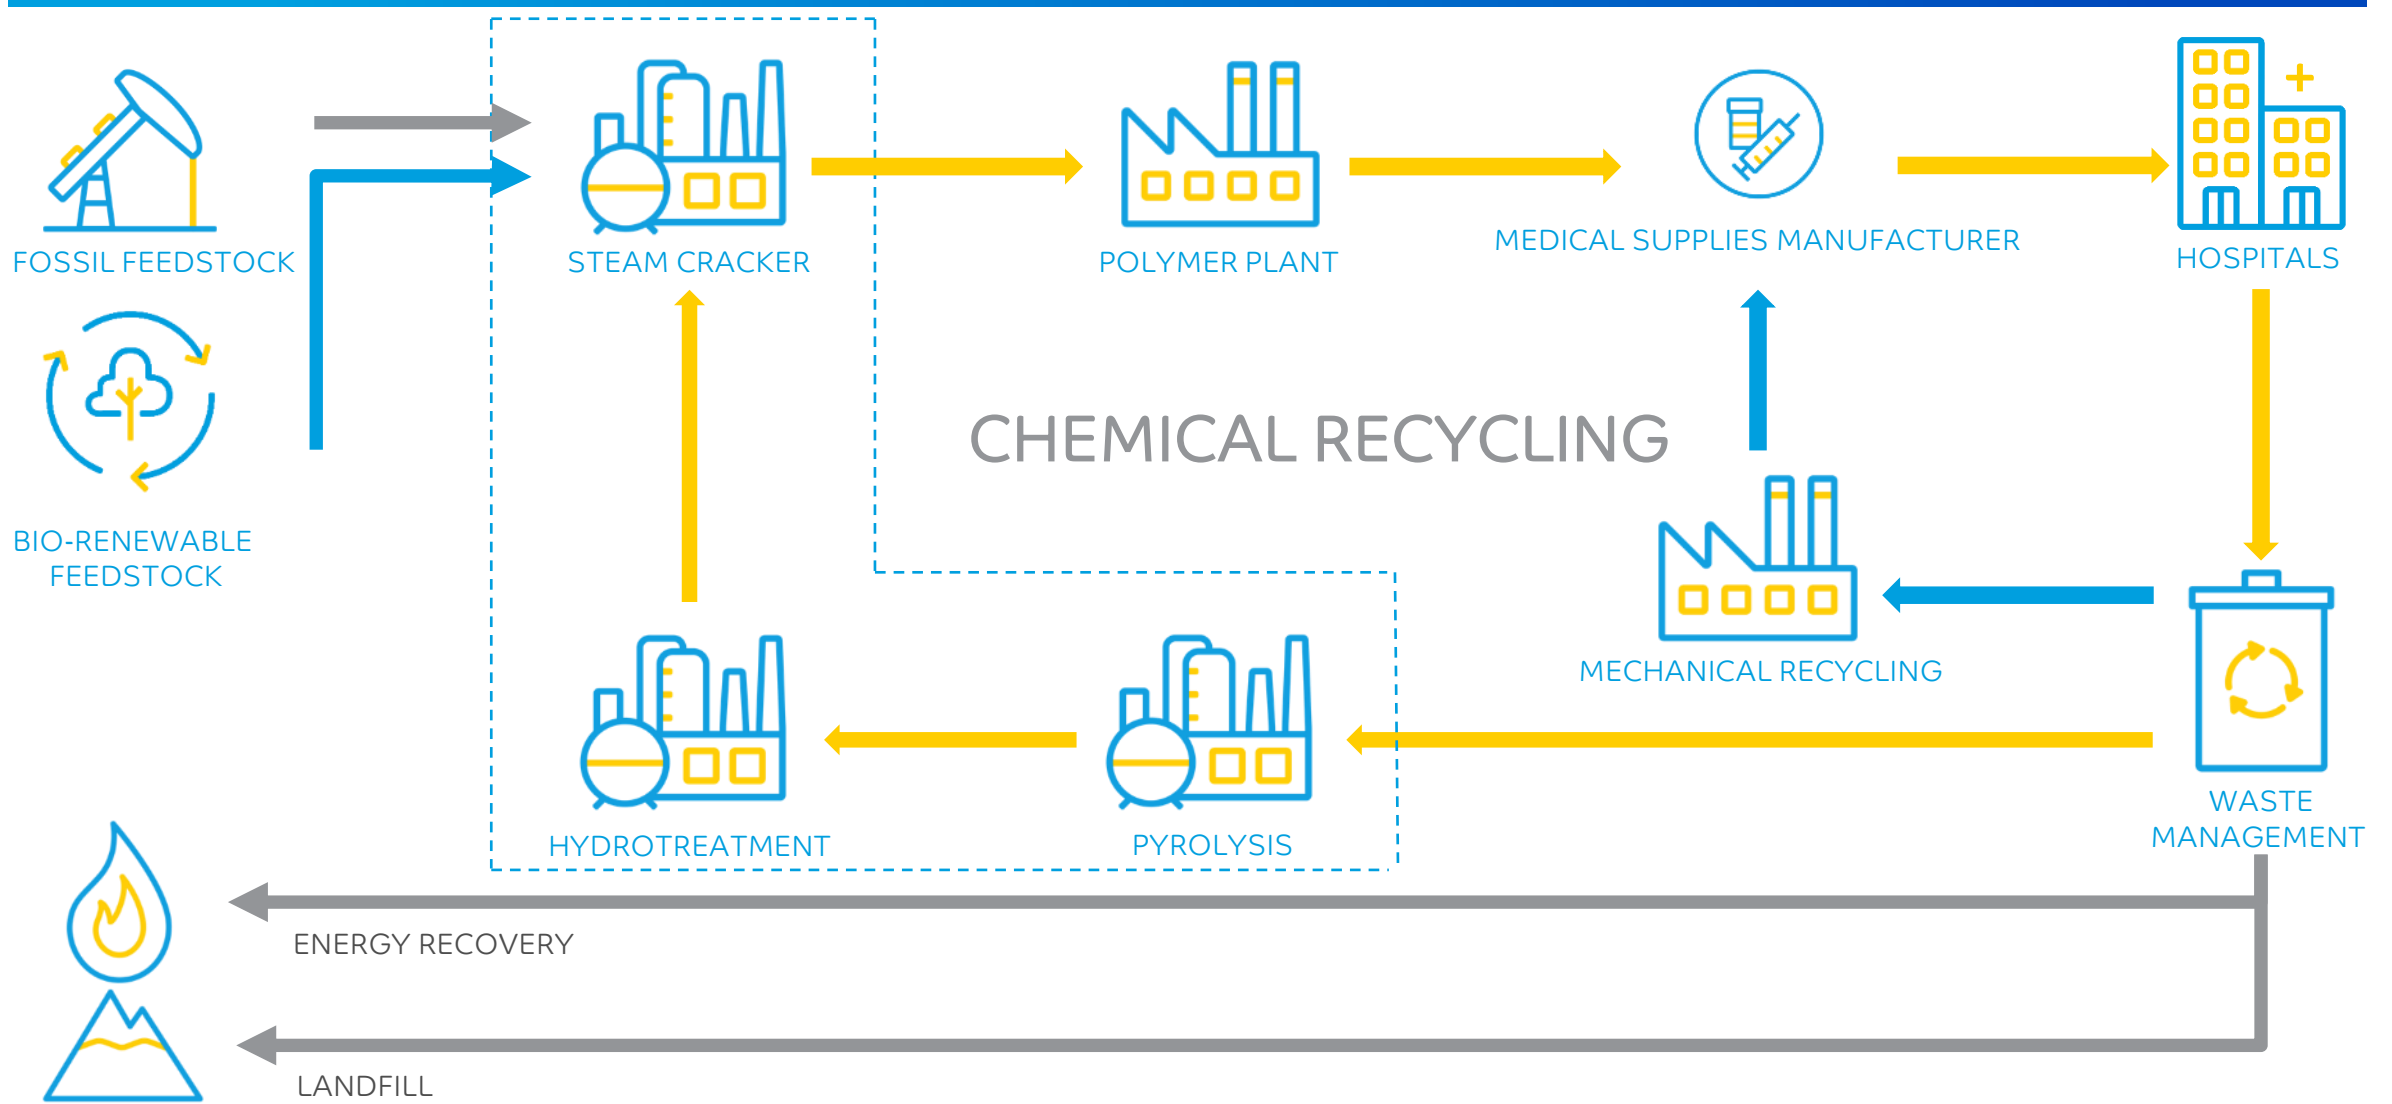 FOSSIL FEEDSTOCK
STEAM CRACKER
POLYMER PLANT
MEDICAL SUPPLIES MANUFACTURER
HOSPITALS
BIO-RENEWABLE
FEEDSTOCK
CHEMICAL RECYCLING
MECHANICAL RECYCLING
HYDROTREATMENT
PYROLYSIS
WASTE
MANAGEMENT
ENERGY RECOVERY
LANDFILL